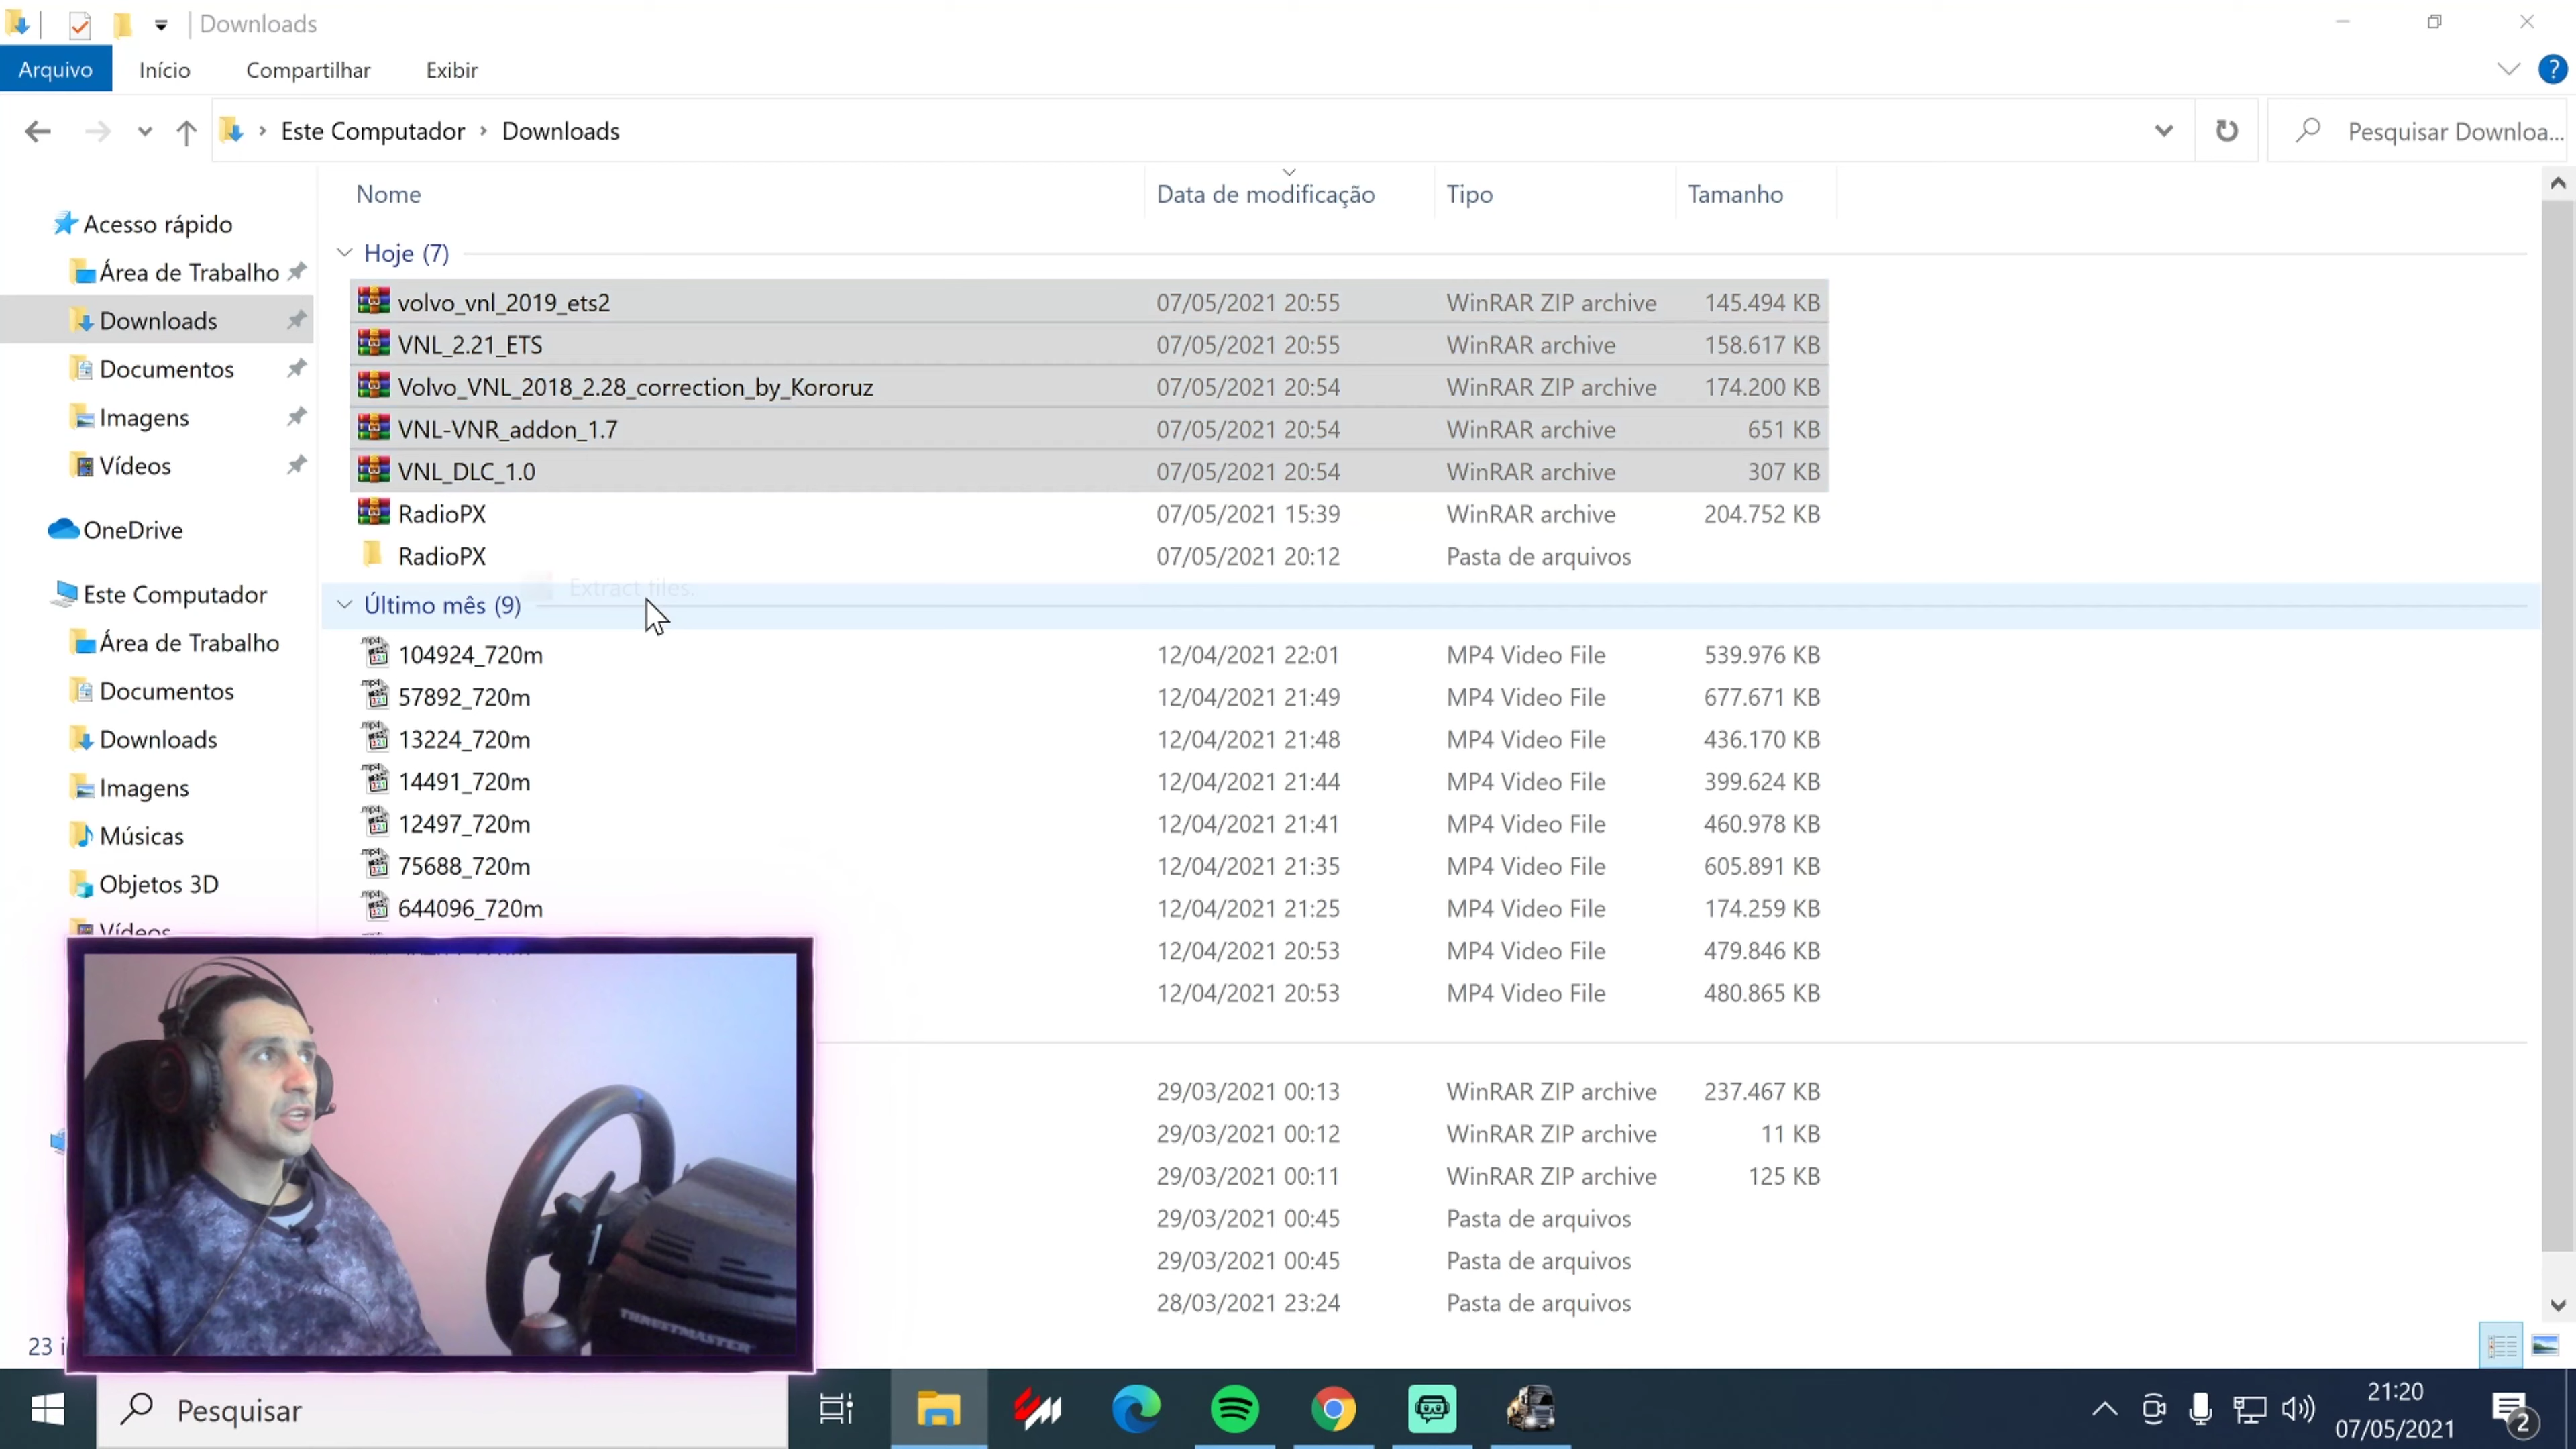 Downloads
Arquivo Início Compartilhar Exibir ?
Este Computador Downloads Pesquisar Downloa...
Nome Data de modificação Tipo Tamanho
Acesso rápido
Área de Trabalho
Downloads
Documentos
Imagens
Vídeos
OneDrive
Este Computador
Área de Trabalho
Documentos
Downloads
Imagens
Músicas
Objetos 3D
Vídeos
Hoje (7)
volvo_vnl_2019_ets2 07/05/2021 20:55 WinRAR ZIP archive 145.494 KB
VNL_2.21_ETS 07/05/2021 20:55 WinRAR archive 158.617 KB
Volvo_VNL_2018_2.28_correction_by_Kororuz 07/05/2021 20:54 WinRAR ZIP archive 174.200 KB
VNL-VNR_addon_1.7 07/05/2021 20:54 WinRAR archive 651 KB
VNL_DLC_1.0 07/05/2021 20:54 WinRAR archive 307 KB
RadioPX 07/05/2021 15:39 WinRAR archive 204.752 KB
RadioPX 07/05/2021 20:12 Pasta de arquivos
Extract files.
Último mês (9)
104924_720m 12/04/2021 22:01 MP4 Video File 539.976 KB
57892_720m 12/04/2021 21:49 MP4 Video File 677.671 KB
13224_720m 12/04/2021 21:48 MP4 Video File 436.170 KB
14491_720m 12/04/2021 21:44 MP4 Video File 399.624 KB
12497_720m 12/04/2021 21:41 MP4 Video File 460.978 KB
75688_720m 12/04/2021 21:35 MP4 Video File 605.891 KB
644096_720m 12/04/2021 21:25 MP4 Video File 174.259 KB
12/04/2021 20:53 MP4 Video File 479.846 KB
12/04/2021 20:53 MP4 Video File 480.865 KB
29/03/2021 00:13 WinRAR ZIP archive 237.467 KB
29/03/2021 00:12 WinRAR ZIP archive 11 KB
29/03/2021 00:11 WinRAR ZIP archive 125 KB
29/03/2021 00:45 Pasta de arquivos
29/03/2021 00:45 Pasta de arquivos
28/03/2021 23:24 Pasta de arquivos
THRUSTMASTER
23
Pesquisar
21:20
07/05/2021
2